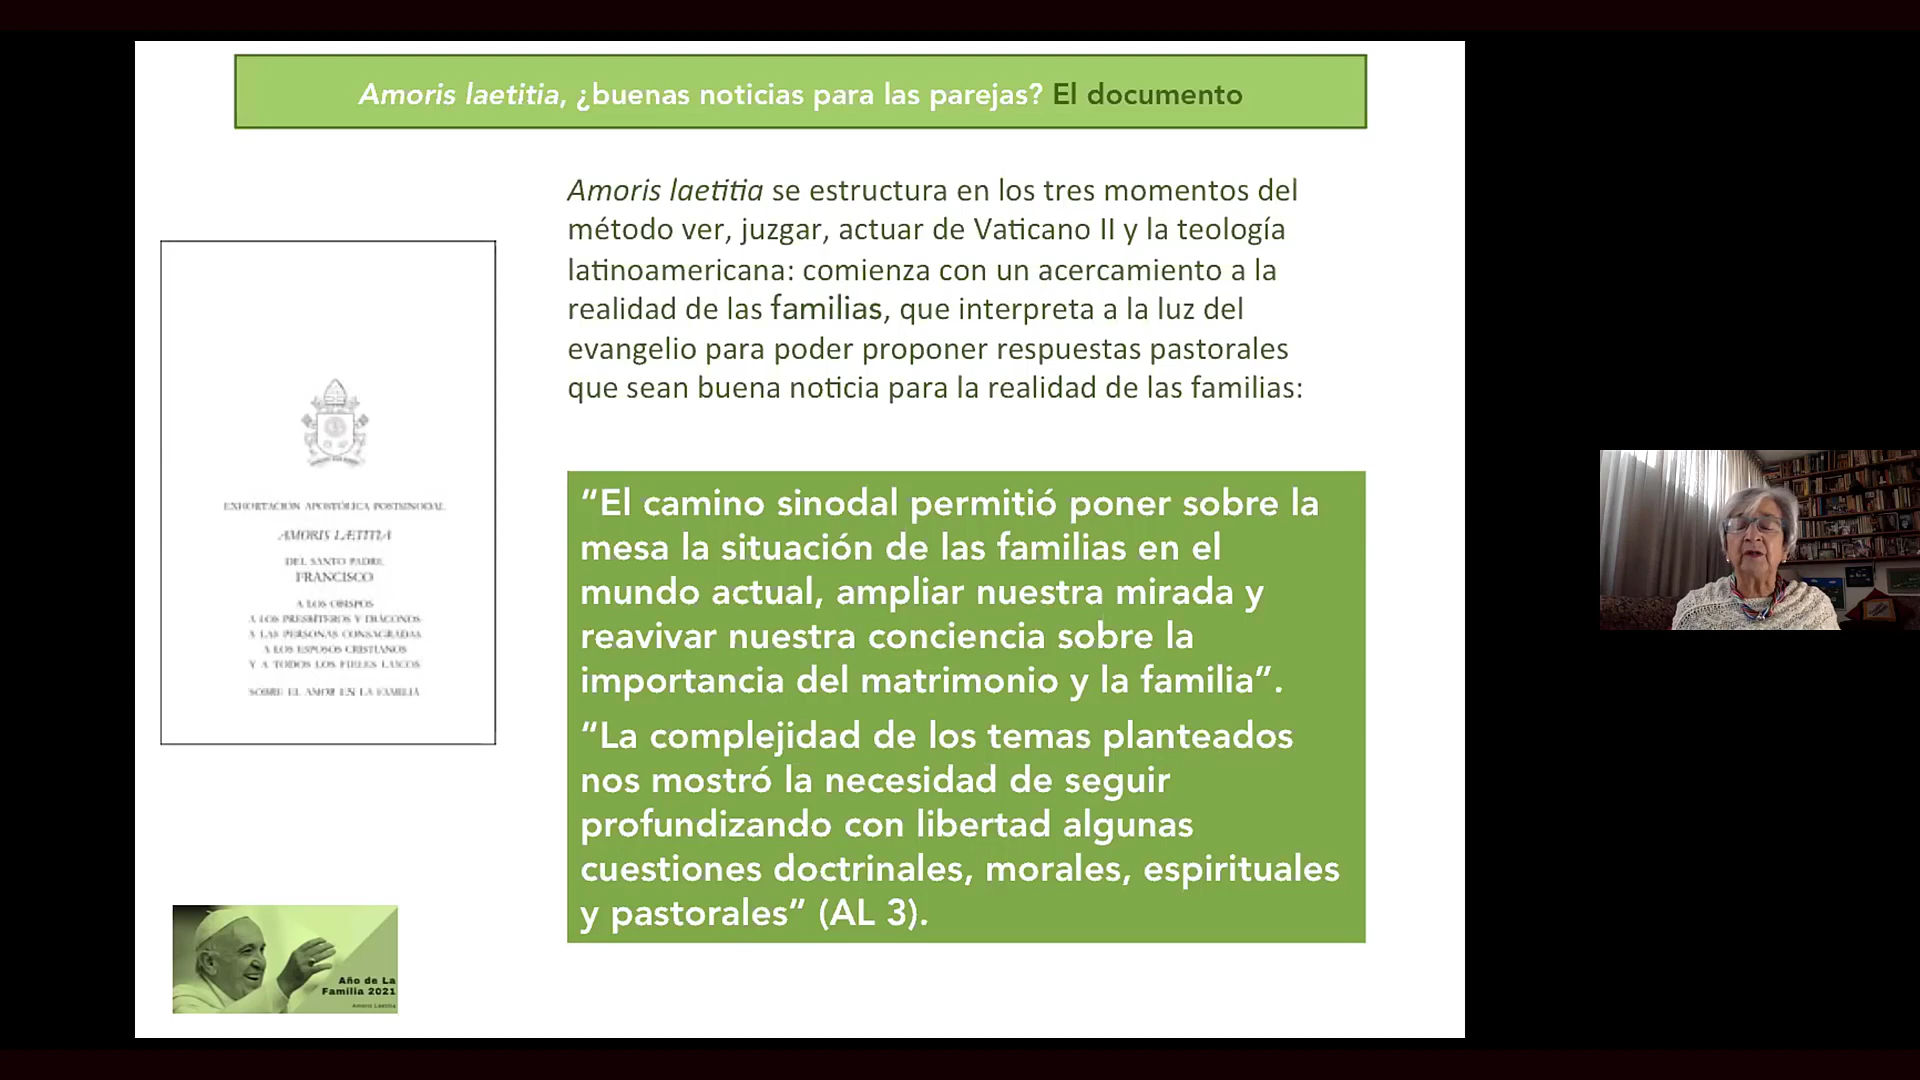 Amoris laetitia, ¿buenas noticias para las parejas? El documento
Amoris laetitia se estructura en los tres momentos del
método ver, juzgar, actuar de Vaticano II y la teología
latinoamericana: comienza con un acercamiento a la
realidad de las familias, que interpreta a la luz del
evangelio para poder proponer respuestas pastorales
que sean buena noticia para la realidad de las familias:
EXHORTACIÓN APOSTÓLICA POSTSINODAL
AMORIS LÆTITIA
DEL SANTO PADRE
FRANCISCO
A LOS OBISPOS
A LOS PRESBÍTEROS Y DIÁCONOS
A LAS PERSONAS CONSAGRADAS
A LOS ESPOSOS CRISTIANOS
Y A TODOS LOS FIELES LAICOS
SOBRE EL AMOR EN LA FAMILIA
“El camino sinodal permitió poner sobre la
mesa la situación de las familias en el
mundo actual, ampliar nuestra mirada y
reavivar nuestra conciencia sobre la
importancia del matrimonio y la familia”.
“La complejidad de los temas planteados
nos mostró la necesidad de seguir
profundizando con libertad algunas
cuestiones doctrinales, morales, espirituales
y pastorales” (AL 3).
Año de La
Familia 2021
Amoris Laetitia